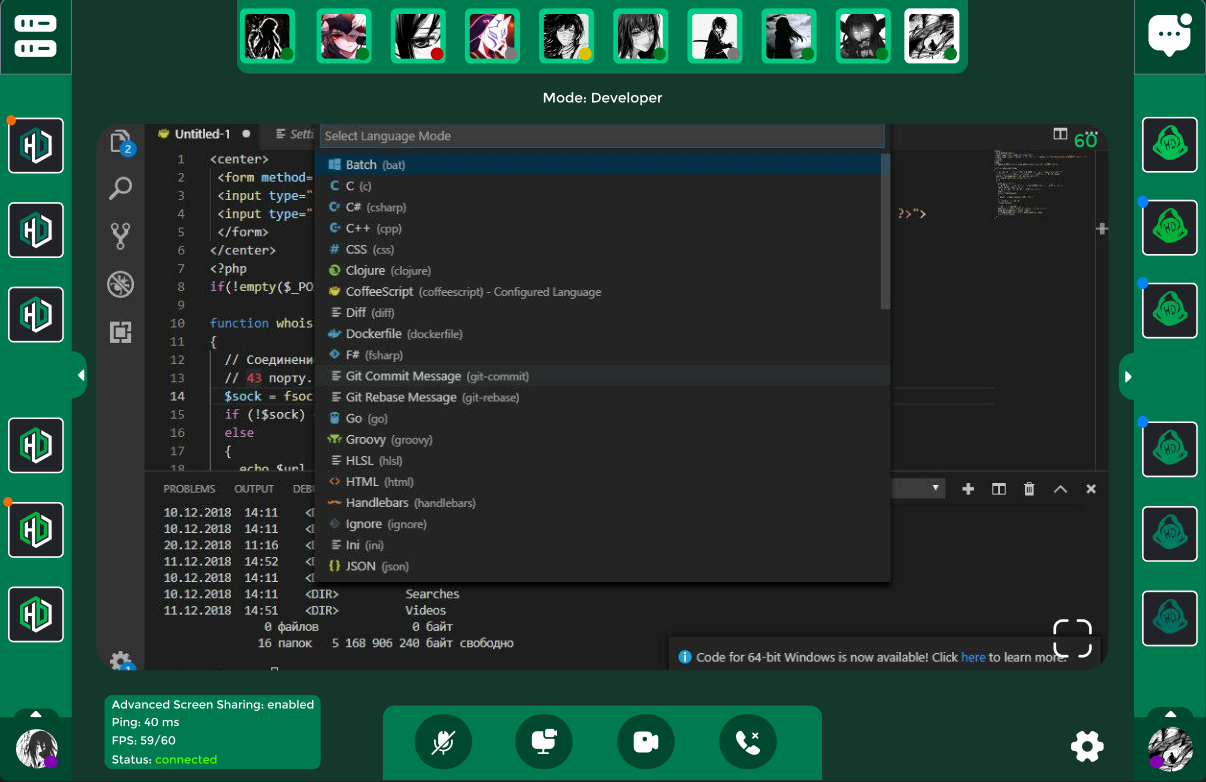 Mode: Developer
Untitled-1
Setti
Select Language Mode
60
2
1 <center>
2 <form method=
3 <input type="
4 <input type="
?>">
5 </form>
6 </center>
7 <?php
8 if(!empty($_PO
9
10 function whois
11 {
12 // Соединени
13 // 43 порту.
14 $sock = fsoc
15 if (!$sock)
16 else
17 {
18 echo $url
Batch (bat)
C (c)
C# (csharp)
C++ (cpp)
CSS (css)
Clojure (clojure)
CoffeeScript (coffeescript) - Configured Language
Diff (diff)
Dockerfile (dockerfile)
F# (fsharp)
Git Commit Message (git-commit)
Git Rebase Message (git-rebase)
Go (go)
Groovy (groovy)
HLSL (hlsl)
HTML (html)
Handlebars (handlebars)
Ignore (ignore)
Ini (ini)
JSON (json)
PROBLEMS OUTPUT DEBU
10.12.2018 14:11 <D
10.12.2018 14:11 <D
20.12.2018 11:16 <D
11.12.2018 14:52 <D
10.12.2018 14:11 <D
10.12.2018 14:11 <DIR> Searches
11.12.2018 14:51 <DIR> Videos
0 файлов 0 байт
16 папок 5 168 906 240 байт свободно
1
Code for 64-bit Windows is now available! Click here to learn more.
Advanced Screen Sharing: enabled
Ping: 40 ms
FPS: 59/60
Status: connected